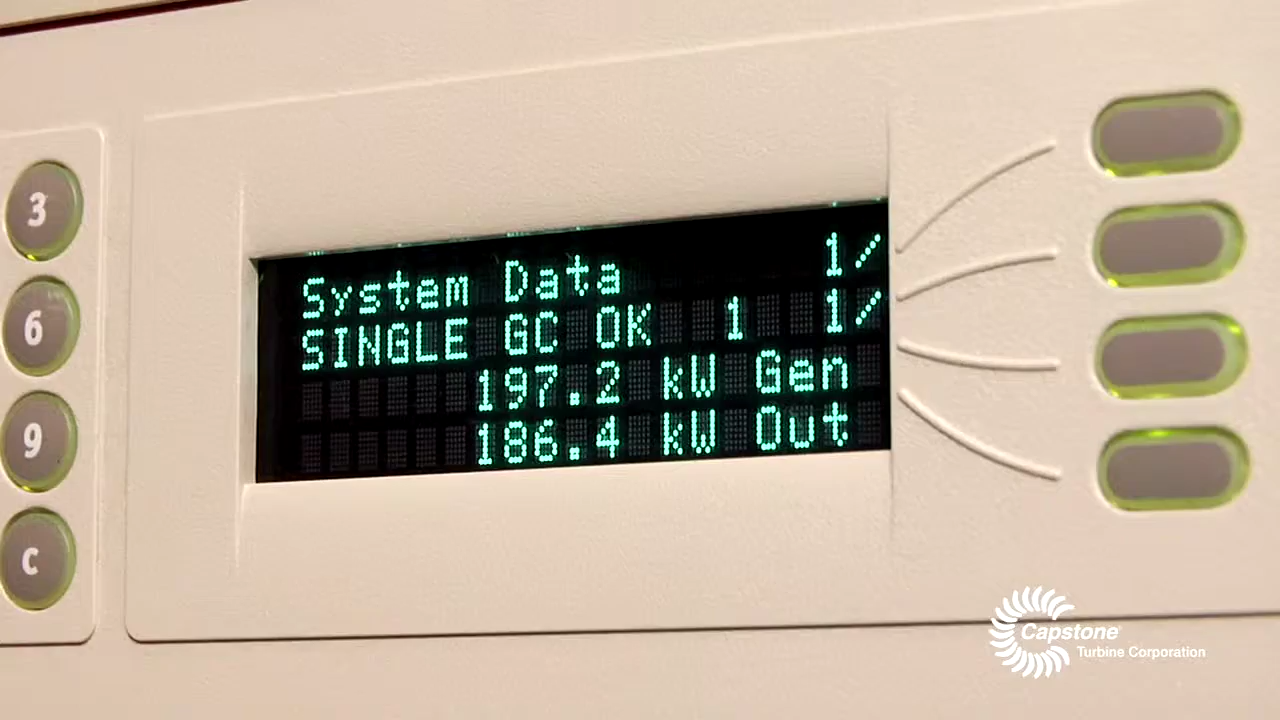 3
6
9
C
System Data 1/
SINGLE GC OK 1 1/
197.2 kW Gen
186.4 kW Out
Capstone
Turbine Corporation